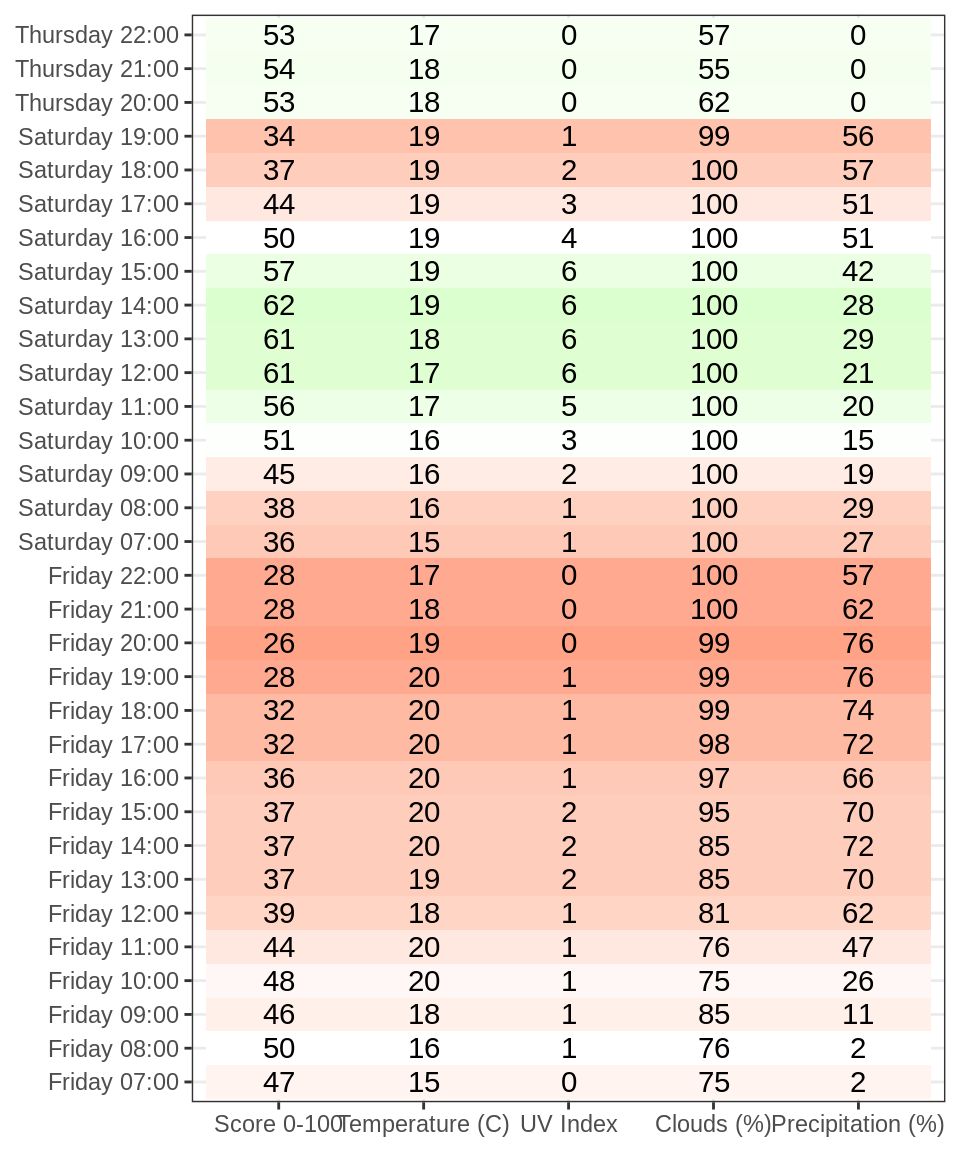 Thursday 22:00 53 17 0 57 0
Thursday 21:00 54 18 0 55 0
Thursday 20:00 53 18 0 62 0
Saturday 19:00 34 19 1 99 56
Saturday 18:00 37 19 2 100 57
Saturday 17:00 44 19 3 100 51
Saturday 16:00 50 19 4 100 51
Saturday 15:00 57 19 6 100 42
Saturday 14:00 62 19 6 100 28
Saturday 13:00 61 18 6 100 29
Saturday 12:00 61 17 6 100 21
Saturday 11:00 56 17 5 100 20
Saturday 10:00 51 16 3 100 15
Saturday 09:00 45 16 2 100 19
Saturday 08:00 38 16 1 100 29
Saturday 07:00 36 15 1 100 27
Friday 22:00 28 17 0 100 57
Friday 21:00 28 18 0 100 62
Friday 20:00 26 19 0 99 76
Friday 19:00 28 20 1 99 76
Friday 18:00 32 20 1 99 74
Friday 17:00 32 20 1 98 72
Friday 16:00 36 20 1 97 66
Friday 15:00 37 20 2 95 70
Friday 14:00 37 20 2 85 72
Friday 13:00 37 19 2 85 70
Friday 12:00 39 18 1 81 62
Friday 11:00 44 20 1 76 47
Friday 10:00 48 20 1 75 26
Friday 09:00 46 18 1 85 11
Friday 08:00 50 16 1 76 2
Friday 07:00 47 15 0 75 2
Score 0-100 Temperature (C) UV Index Clouds (%) Precipitation (%)